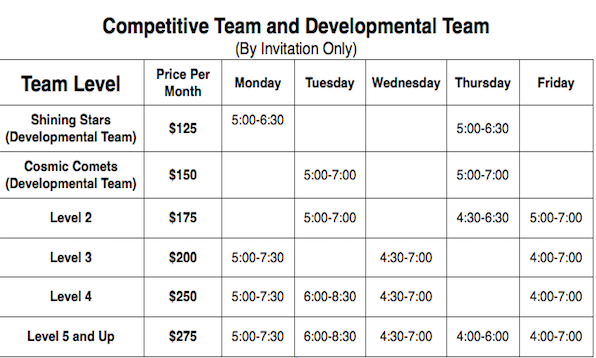 Competitive Team and Developmental Team
(By Invitation Only)
Team Level Price Per Month Monday Tuesday Wednesday Thursday Friday
Shining Stars (Developmental Team) $125 5:00-6:30 5:00-6:30
Cosmic Comets (Developmental Team) $150 5:00-7:00 5:00-7:00
Level 2 $175 5:00-7:00 4:30-6:30 5:00-7:00
Level 3 $200 5:00-7:30 4:30-7:00 4:00-7:00
Level 4 $250 5:00-7:30 6:00-8:30 4:30-7:00 4:00-7:00
Level 5 and Up $275 5:00-7:30 6:00-8:30 4:30-7:00 4:00-6:00 4:00-7:00